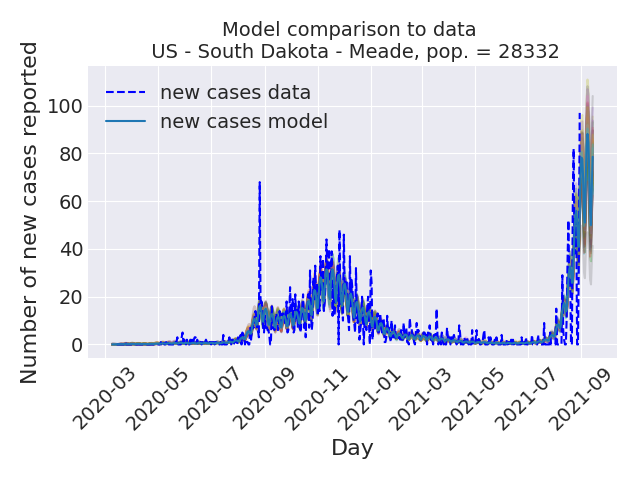 Model comparison to data
US - South Dakota - Meade, pop. = 28332
Number of new cases reported
100
80
60
40
20
0
new cases data
new cases model
2020-03
2020-05
2020-07
2020-09
2020-11
2021-01
2021-03
2021-05
2021-07
2021-09
Day